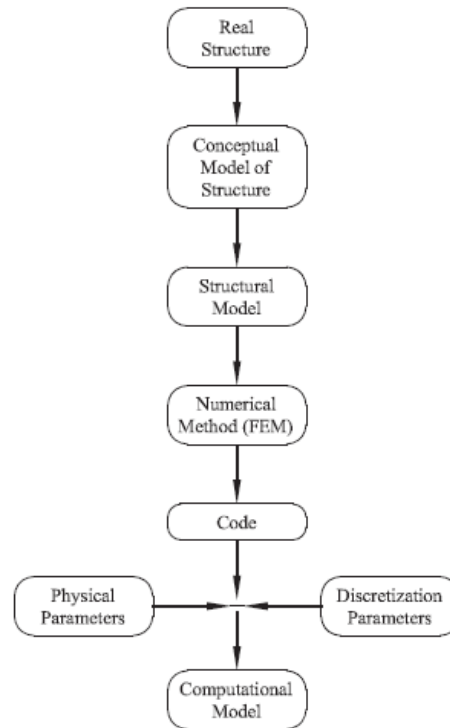 Real
Structure
Conceptual
Model of
Structure
Structural
Model
Numerical
Method (FEM)
Code
Physical
Parameters
Discretization
Parameters
Computational
Model